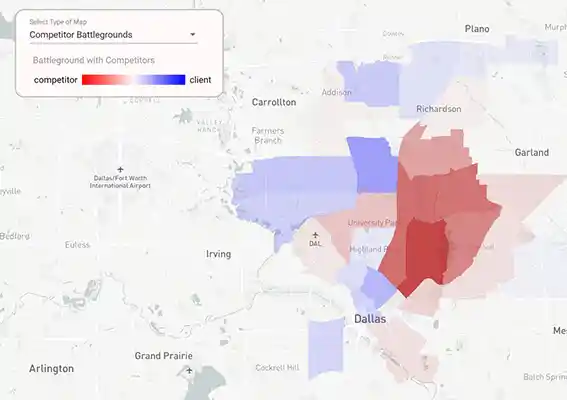 Select Type of Map
Competitor Battlegrounds
Battleground with Competitors
competitor
client
Plano
Addison
Carrollton
Richardson
VALLEY
RANCH
Farmers
Branch
Garland
Dallas/Fort Worth
International Airport
University
DAL
Highland
Bedford
Euless
Irving
Dallas
Grand Prairie
Arlington
Cockrell Hill
Balch Springs